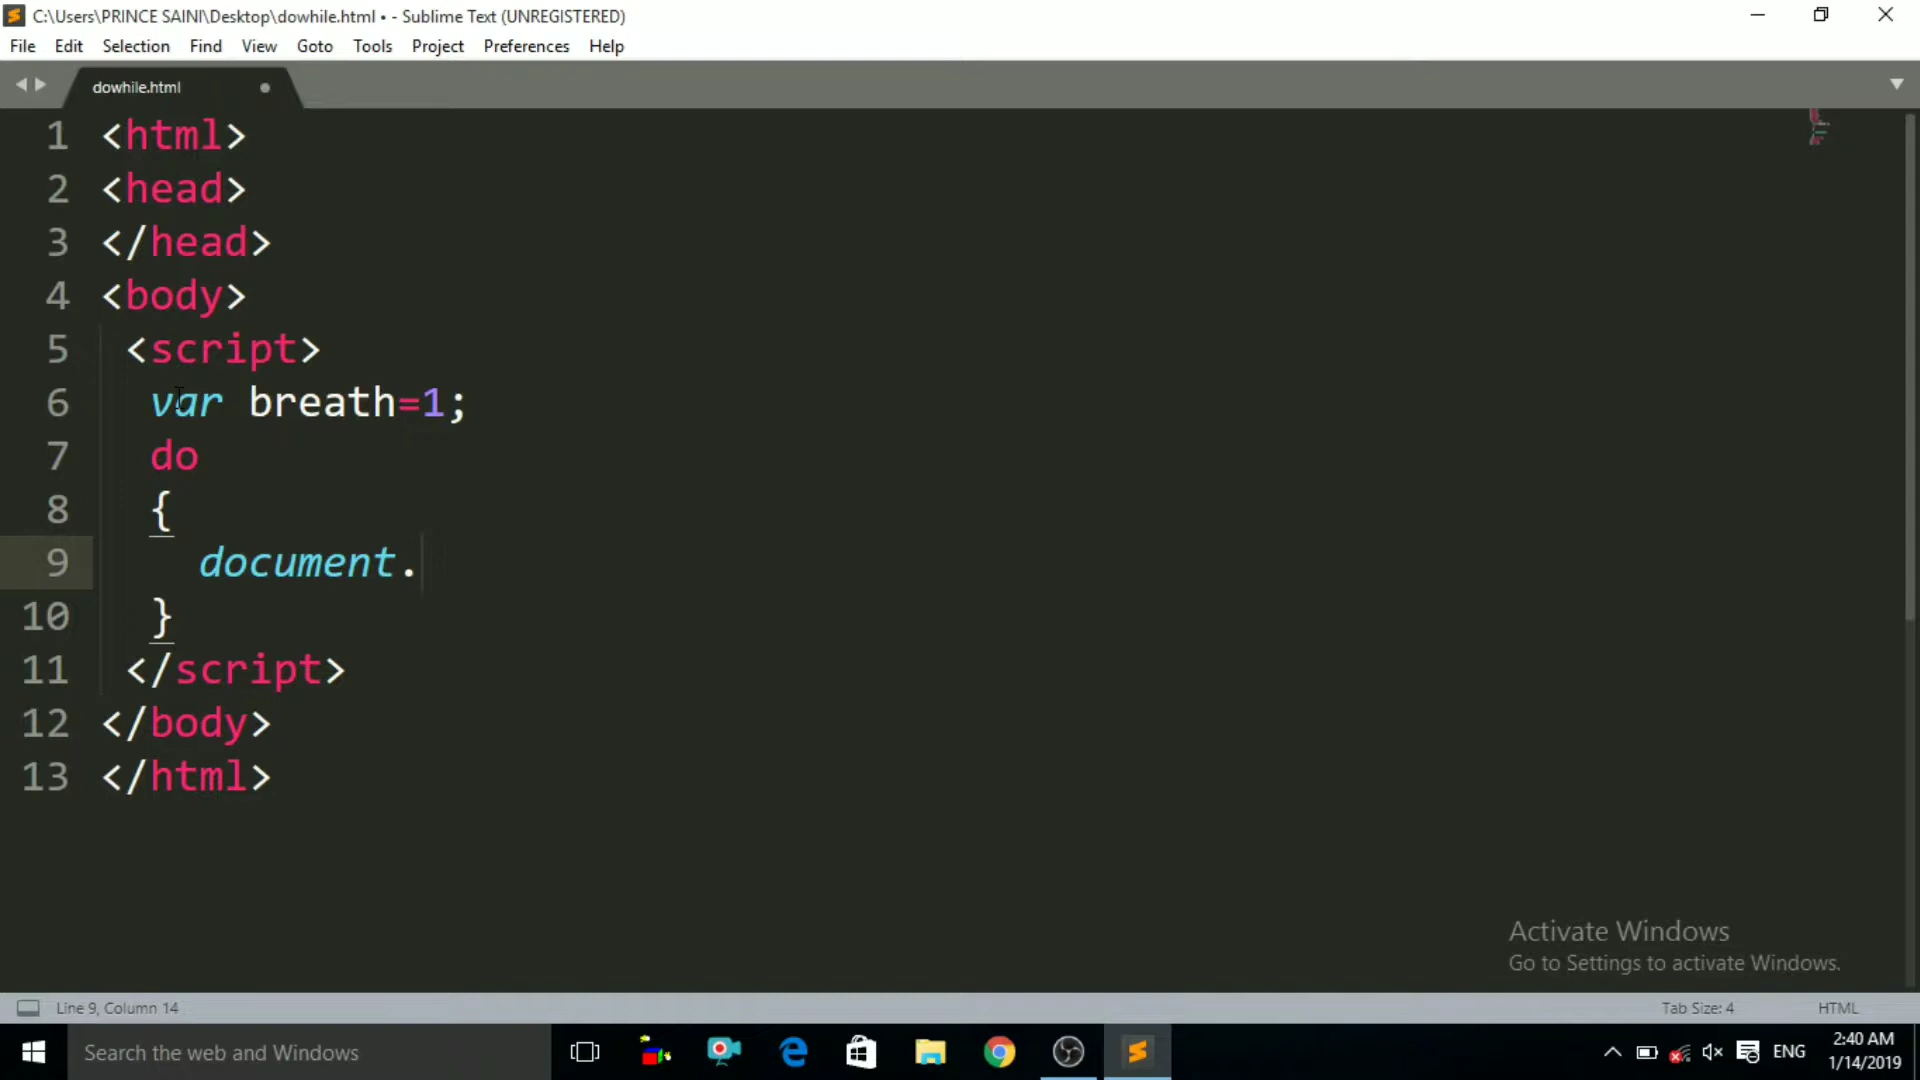 C:\Users\PRINCE SAINI\Desktop\dowhile.html • - Sublime Text (UNREGISTERED)
File Edit Selection Find View Goto Tools Project Preferences Help
dowhile.html
1 <html>
2 <head>
3 </head>
4 <body>
5 <script>
6 var breath=1;
7 do
8 {
9 document.
10 }
11 </script>
12 </body>
13 </html>
Activate Windows
Go to Settings to activate Windows.
Line 9, Column 14 Tab Size: 4 HTML
Search the web and Windows ENG 2:40 AM
1/14/2019